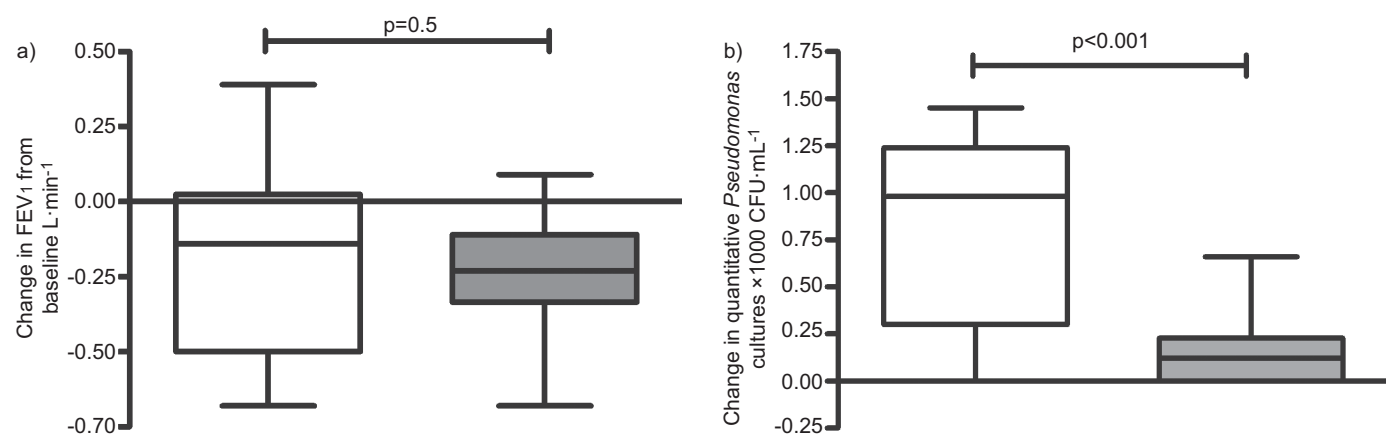 a)
p=0.5
0.50
0.25
0.00
-0.25
-0.50
-0.70
Change in FEV1 from
baseline L·min-1
b)
p<0.001
1.75
1.50
1.25
1.00
0.75
0.50
0.25
0.00
-0.25
Change in quantitative Pseudomonas
cultures ×1000 CFU·mL-1